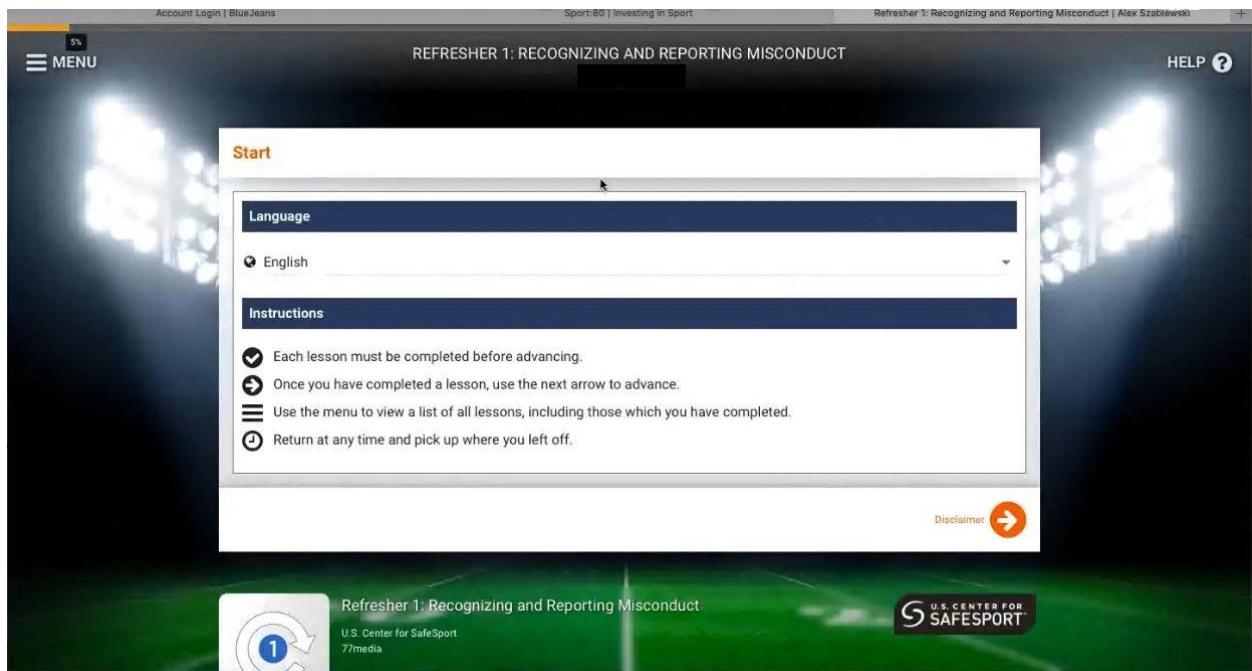 Account Login | BlueJeans
Sport:80 | Investing in Sport
Refresher 1: Recognizing and Reporting Misconduct | Alex Szablewski
+
5%
MENU
REFRESHER 1: RECOGNIZING AND REPORTING MISCONDUCT
HELP ?
Start
Language
English
Instructions
Each lesson must be completed before advancing.
Once you have completed a lesson, use the next arrow to advance.
Use the menu to view a list of all lessons, including those which you have completed.
Return at any time and pick up where you left off.
Disclaimer
1
Refresher 1: Recognizing and Reporting Misconduct
U.S. Center for SafeSport
77media
U.S. CENTER FOR
SAFESPORT™